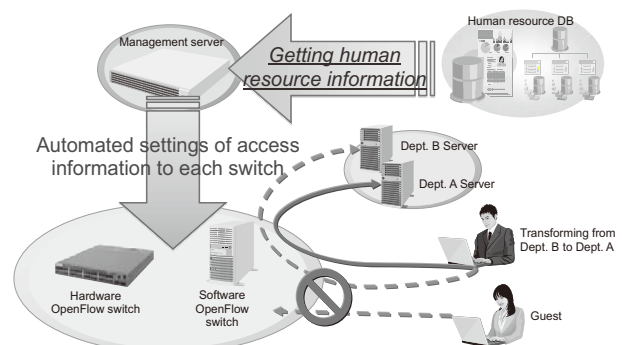 Human resource DB
Management server
Getting human
resource information
Automated settings of access
information to each switch
Dept. B Server
Dept. A Server
Transforming from
Dept. B to Dept. A
Hardware
OpenFlow switch
Software
OpenFlow
switch
Guest